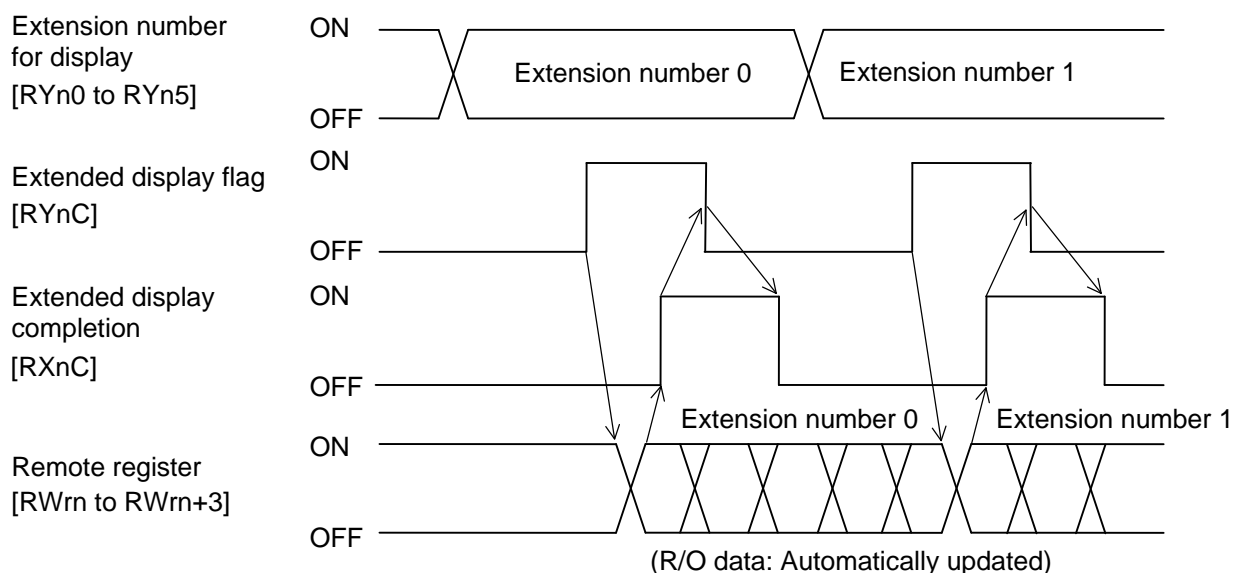 Extension number
for display
[RYn0 to RYn5]
ON
OFF
Extension number 0
Extension number 1
Extended display flag
[RYnC]
ON
OFF
Extended display
completion
[RXnC]
ON
OFF
Extension number 0
Extension number 1
Remote register
[RWrn to RWrn+3]
ON
OFF
(R/O data: Automatically updated)